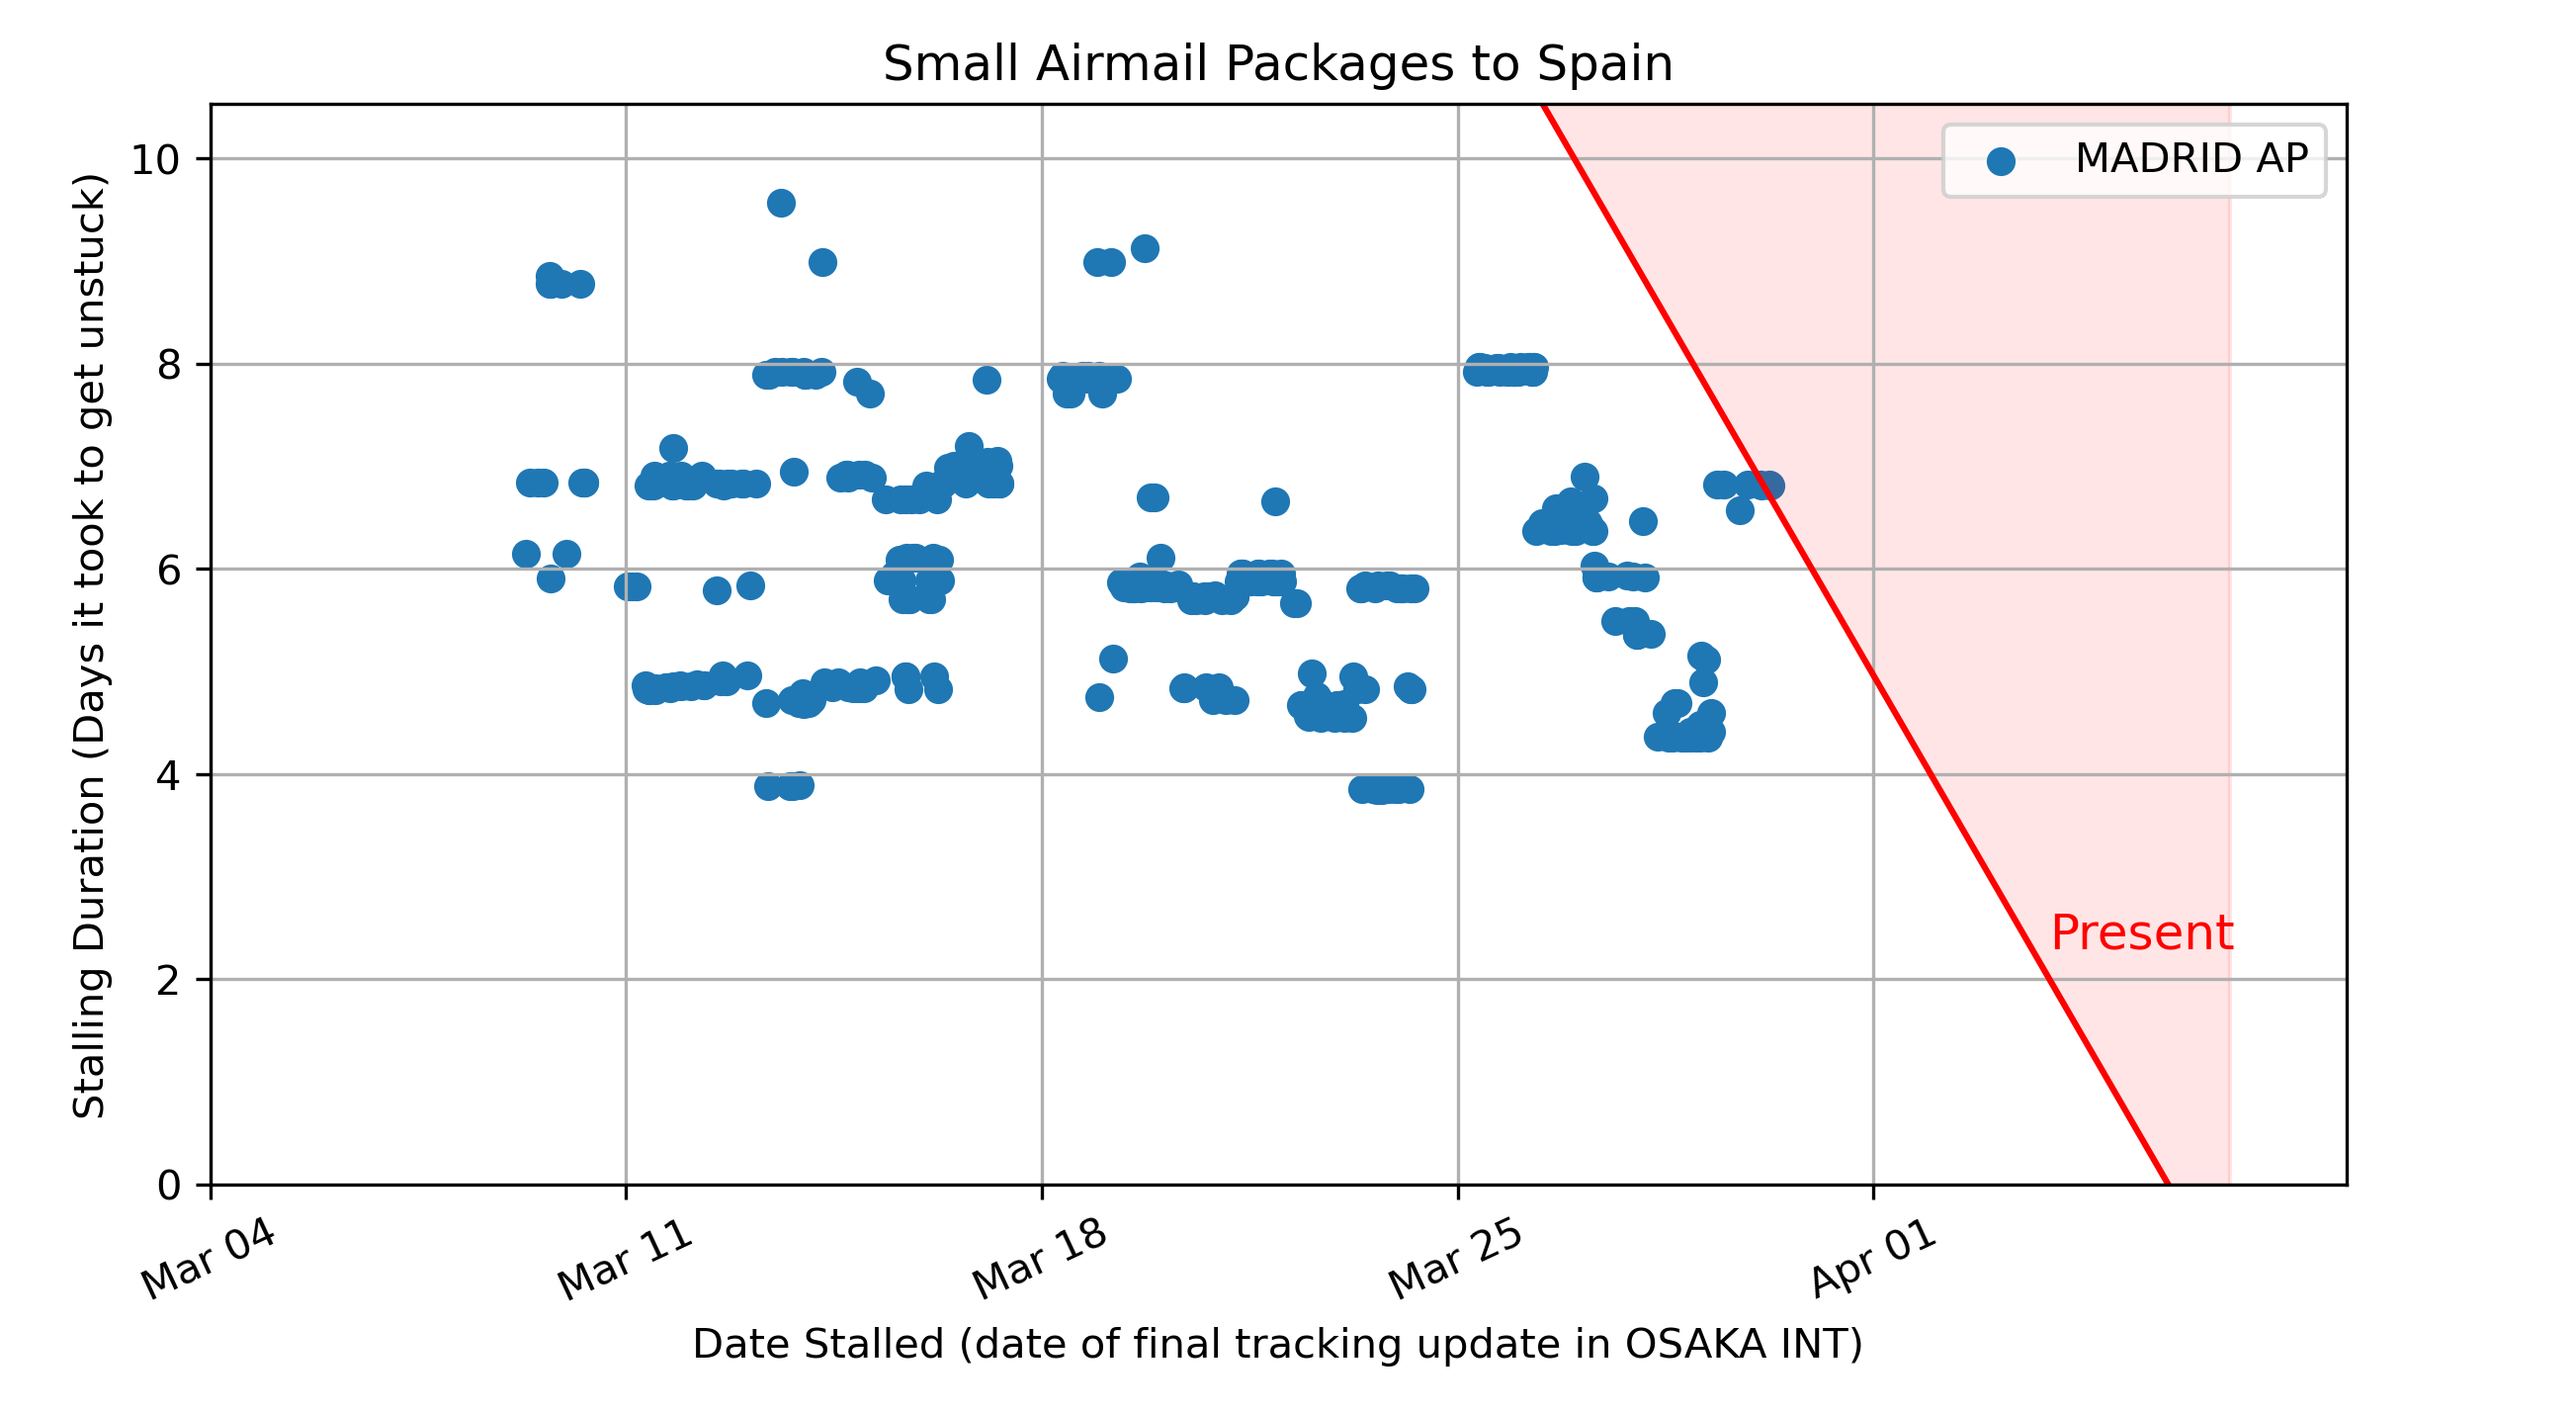 Small Airmail Packages to Spain
MADRID AP
Present
Stalling Duration (Days it took to get unstuck)
10
8
6
4
2
0
Mar 04
Mar 11
Mar 18
Mar 25
Apr 01
Date Stalled (date of final tracking update in OSAKA INT)